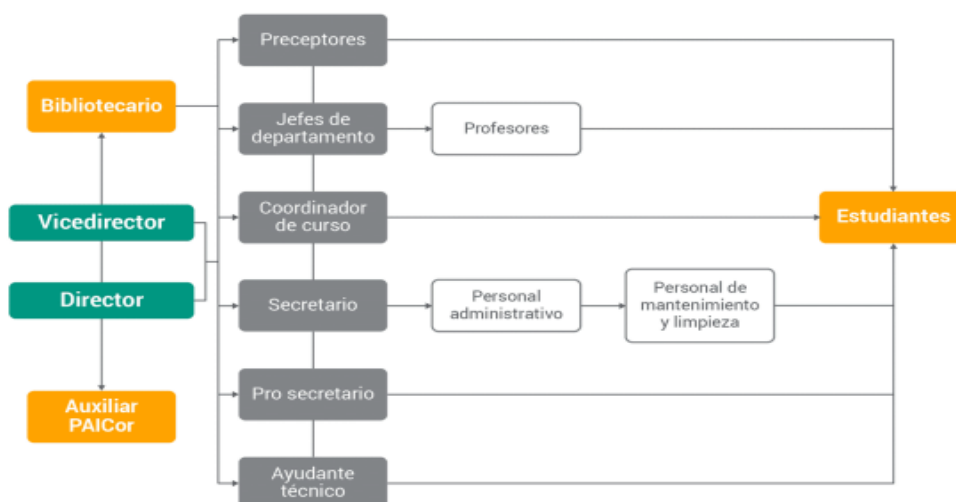 Preceptores
Bibliotecario
Jefes de
departamento
Profesores
Vicedirector
Coordinador
de curso
Estudiantes
Director
Secretario
Personal
administrativo
Personal de
mantenimiento
y limpieza
Auxiliar
PAICor
Pro secretario
Ayudante
técnico